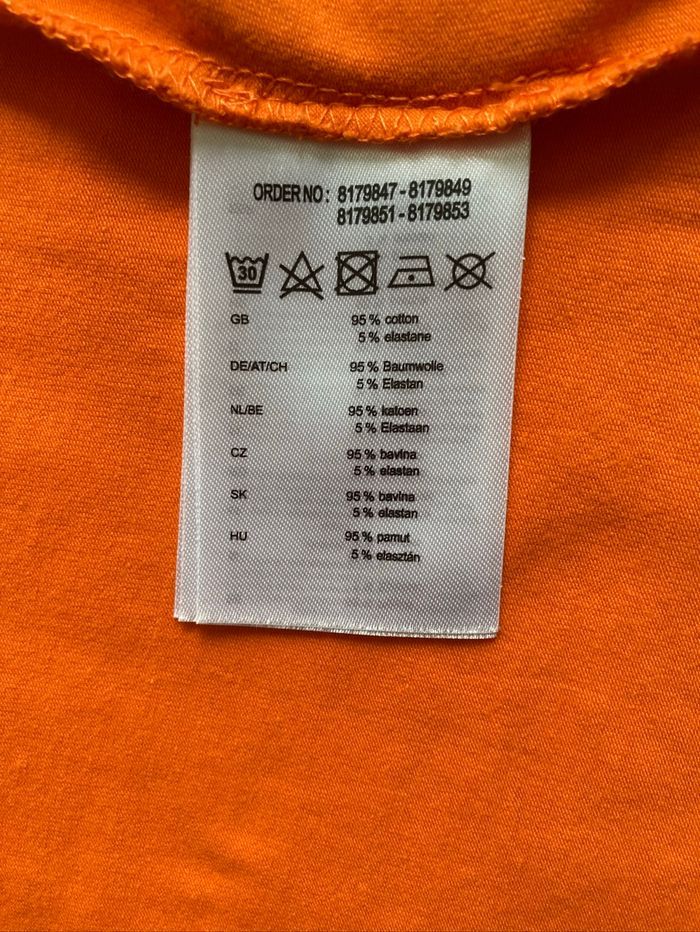 ORDER NO: 8179847 - 8179849
8179851 - 8179853
30
GB 95 % cotton
5 % elastane
DE/AT/CH 95 % Baumwolle
5 % Elastan
NL/BE 95 % katoen
5 % Elastaan
CZ 95 % bavlna
5 % elastan
SK 95 % bavlna
5 % elastan
HU 95 % pamut
5 % elasztán